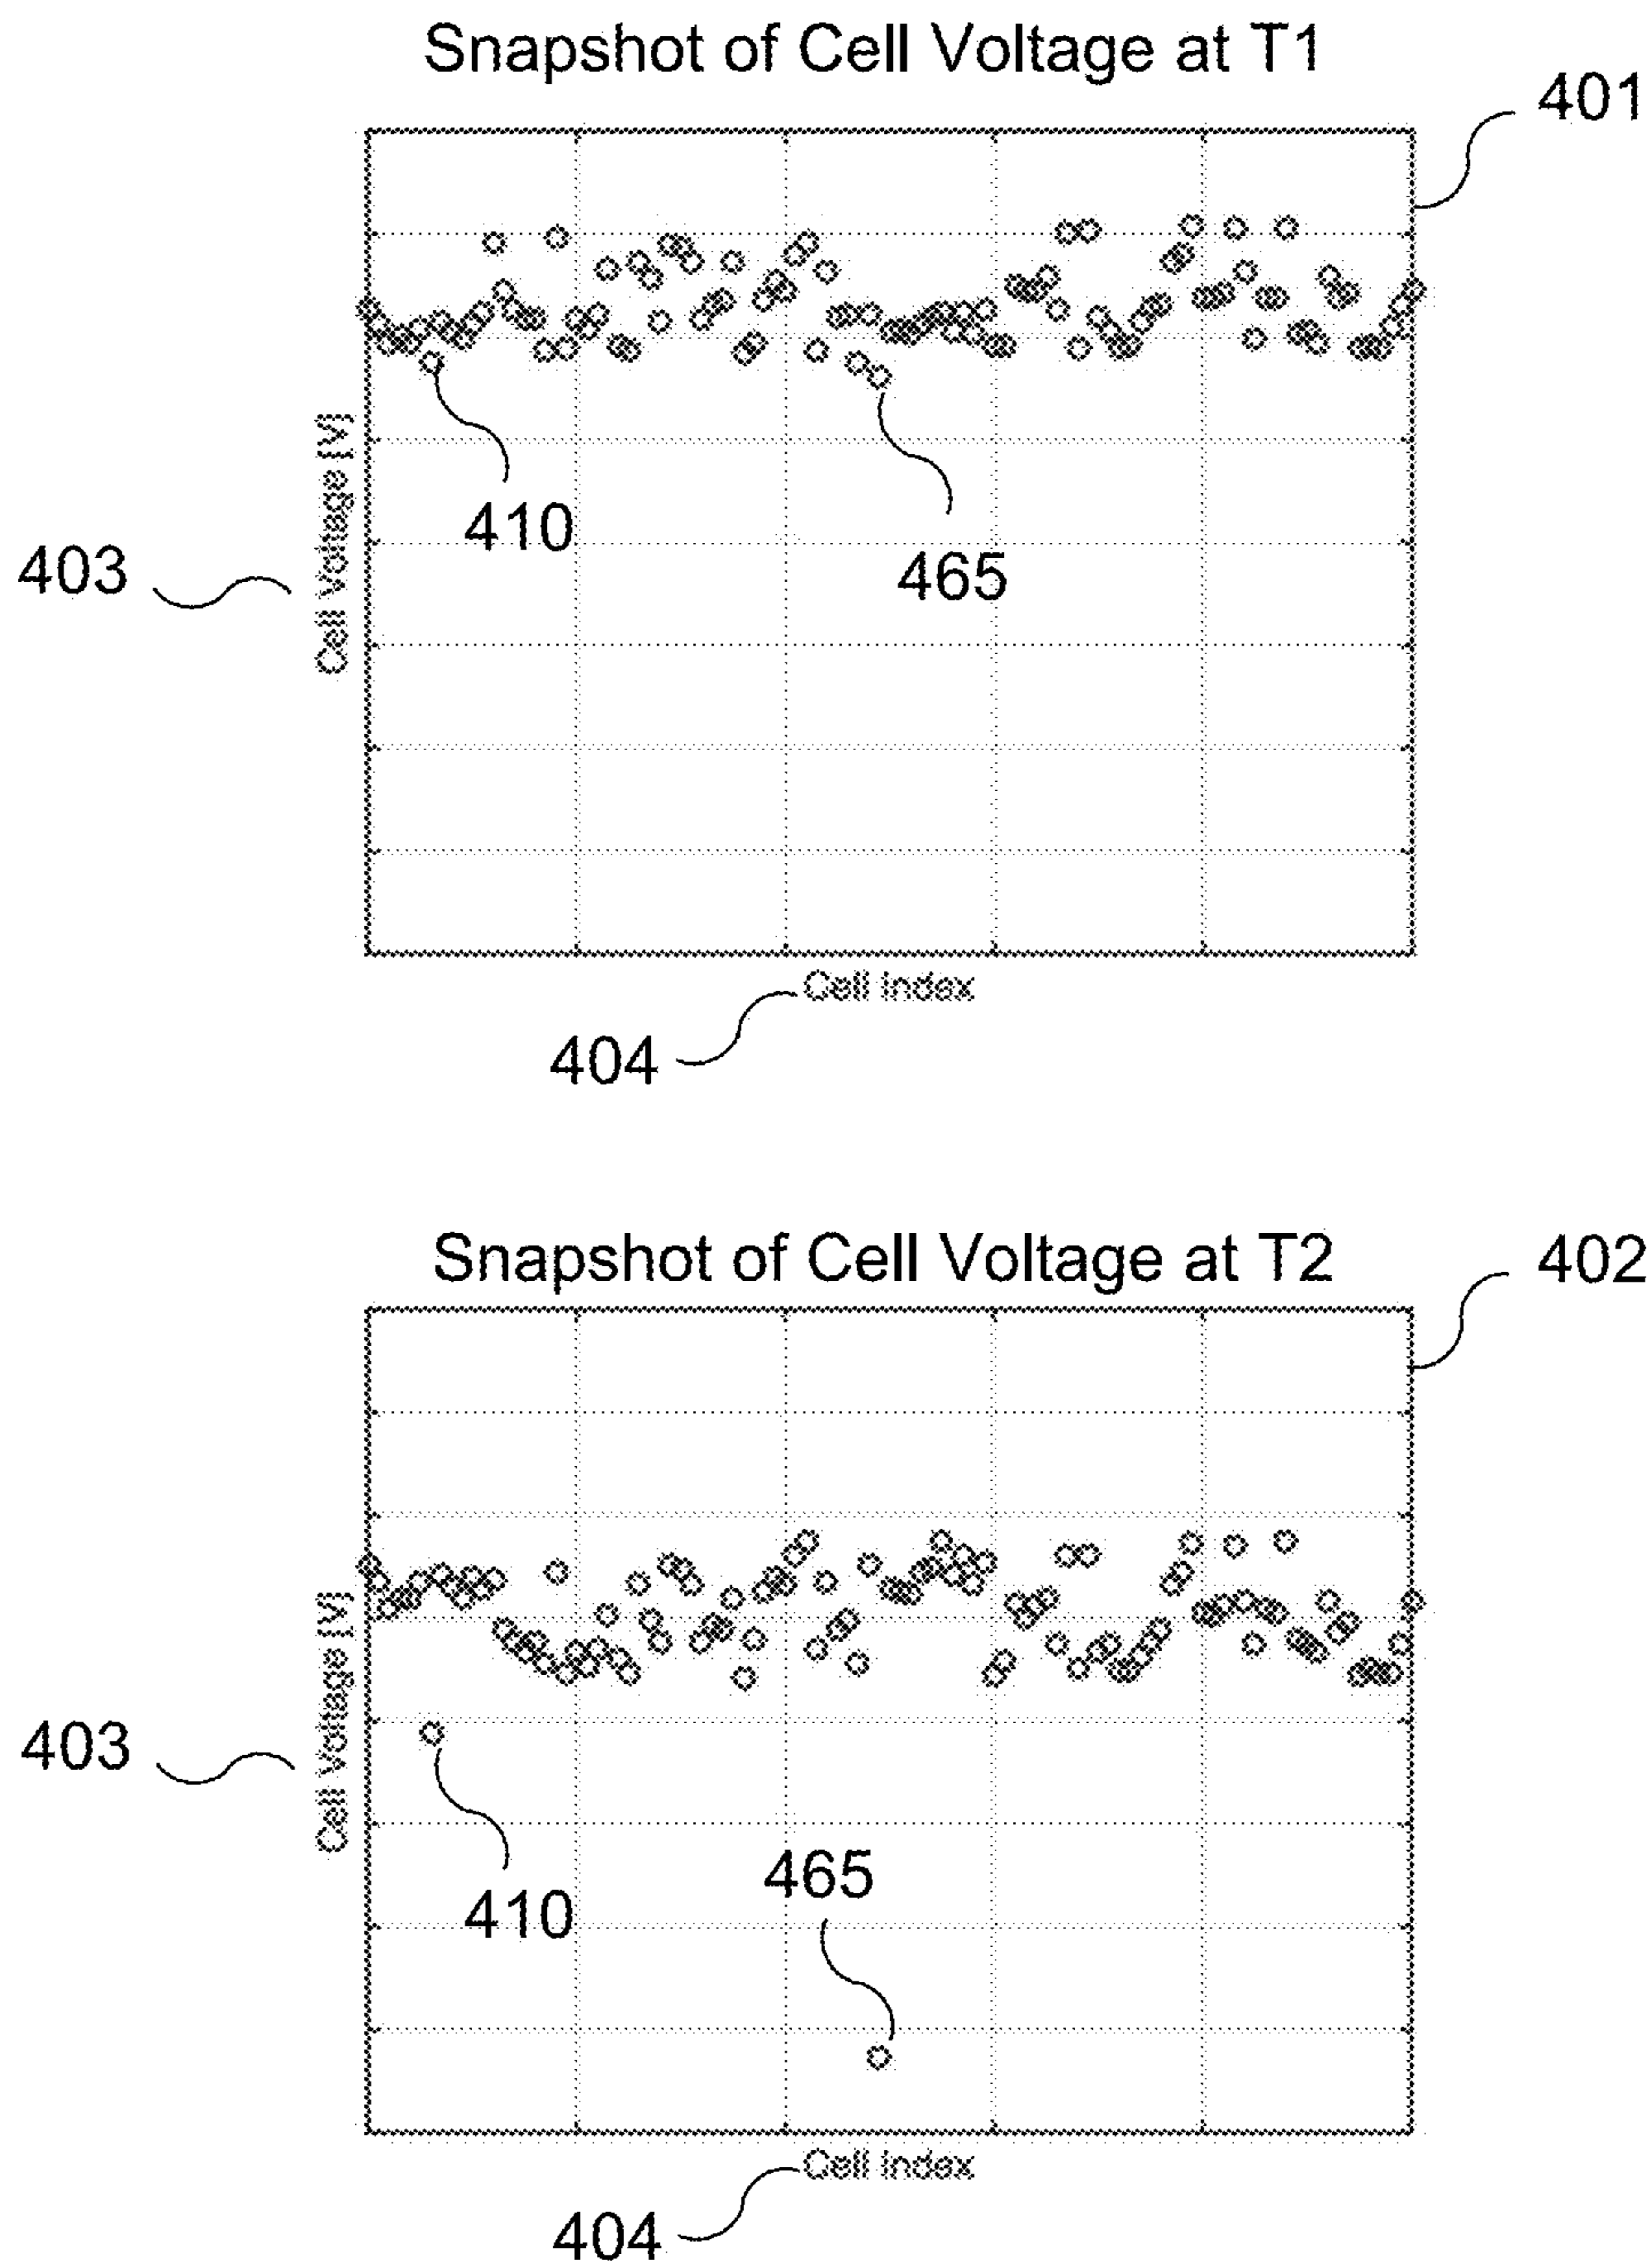 Snapshot of Cell Voltage at T1
401
Cell Voltage [V]
410
465
403
Cell Index
404
Snapshot of Cell Voltage at T2
402
Cell Voltage [V]
403
465
410
Cell Index
404